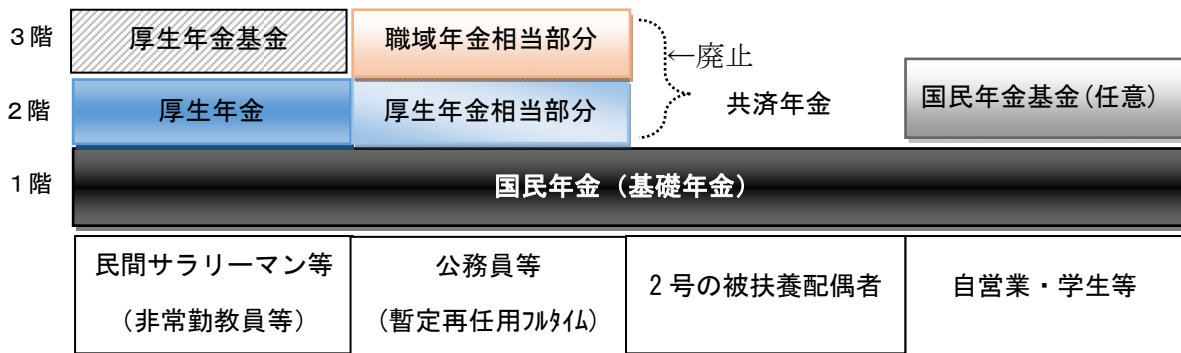 3階
厚生年金基金
職域年金相当部分
←廃止
2階
厚生年金
厚生年金相当部分
共済年金
国民年金基金(任意)
1階
国民年金（基礎年金）
民間サラリーマン等
（非常勤教員等）
公務員等
(暫定再任用ﾌﾙﾀｲﾑ)
2号の被扶養配偶者
自営業・学生等